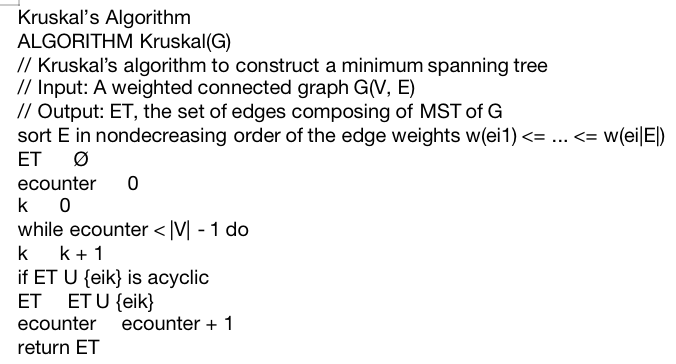 Kruskal's Algorithm
ALGORITHM Kruskal(G)
// Kruskal's algorithm to construct a minimum spanning tree
// Input: A weighted connected graph G(V, E)
// Output: ET, the set of edges composing of MST of G
sort E in nondecreasing order of the edge weights w(ei1) <= ... <= w(ei|E|)
ET Ø
ecounter 0
k 0
while ecounter < |V| - 1 do
k k + 1
if ET U {eik} is acyclic
ET ET U {eik}
ecounter ecounter + 1
return ET